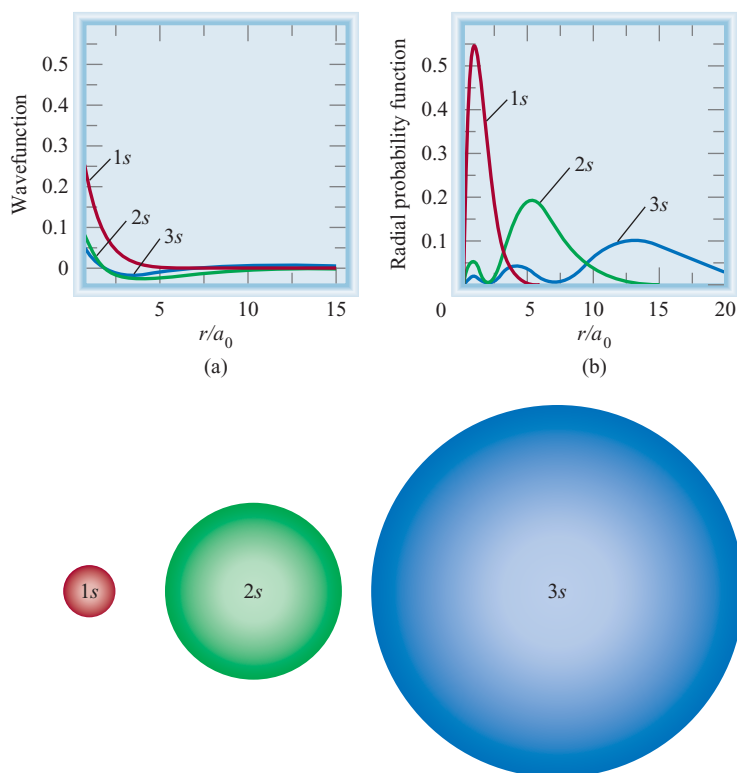 Wavefunction
0.5
0.4
0.3
0.2
0.1
0
1s
2s
3s
5
10
15
r/a0
(a)
Radial probability function
0.5
0.4
0.3
0.2
0.1
0
1s
2s
3s
5
10
15
20
r/a0
(b)
1s
2s
3s